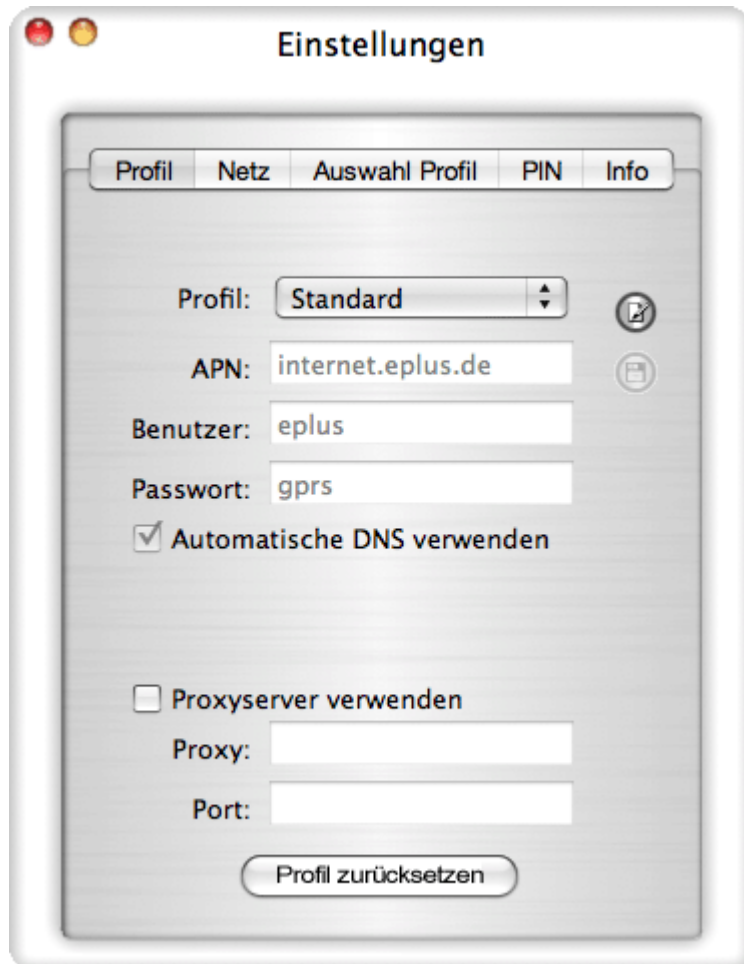 Einstellungen
Profil Netz Auswahl Profil PIN Info
Profil: Standard
APN: internet.eplus.de
Benutzer: eplus
Passwort: gprs
Automatische DNS verwenden
Proxyserver verwenden
Proxy:
Port:
Profil zurücksetzen